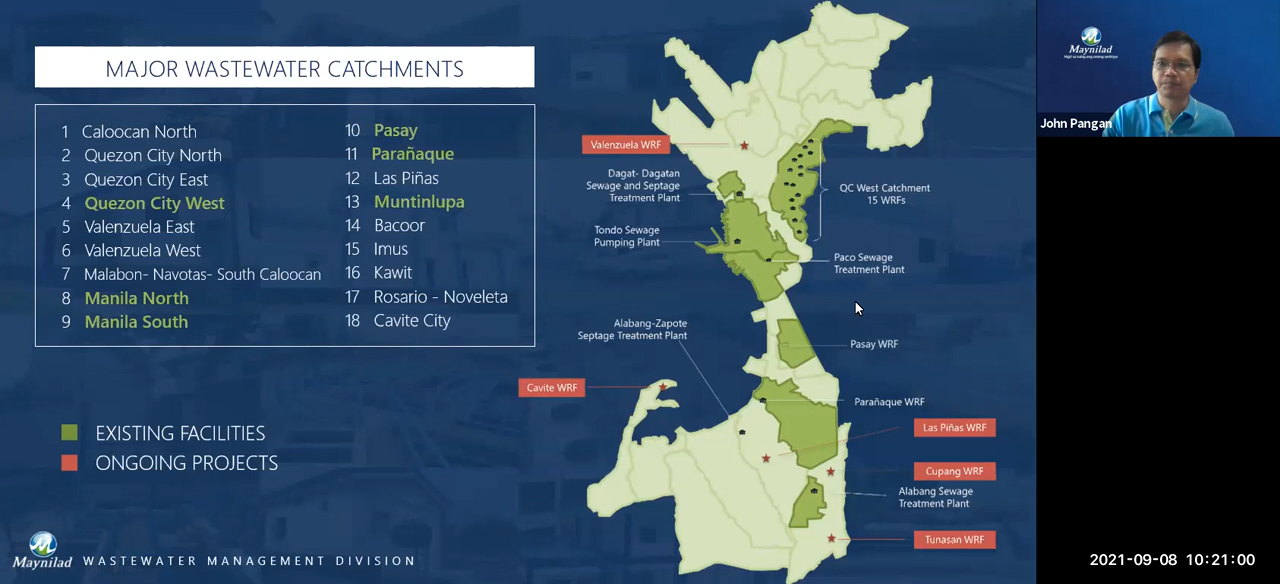 MAJOR WASTEWATER CATCHMENTS
1 Caloocan North
2 Quezon City North
3 Quezon City East
4 Quezon City West
5 Valenzuela East
6 Valenzuela West
7 Malabon- Navotas- South Caloocan
8 Manila North
9 Manila South
10 Pasay
11 Parañaque
12 Las Piñas
13 Muntinlupa
14 Bacoor
15 Imus
16 Kawit
17 Rosario - Noveleta
18 Cavite City
EXISTING FACILITIES
ONGOING PROJECTS
Maynilad
WASTEWATER MANAGEMENT DIVISION
Valenzuela WRF
Dagat- Dagatan
Sewage and Septage
Treatment Plant
QC West Catchment
15 WRFs
Tondo Sewage
Pumping Plant
Paco Sewage
Treatment Plant
Alabang-Zapote
Septage Treatment Plant
Pasay WRF
Cavite WRF
Parañaque WRF
Las Piñas WRF
Cupang WRF
Alabang Sewage
Treatment Plant
Tunasan WRF
Maynilad
John Pangan
2021-09-08 10:21:00